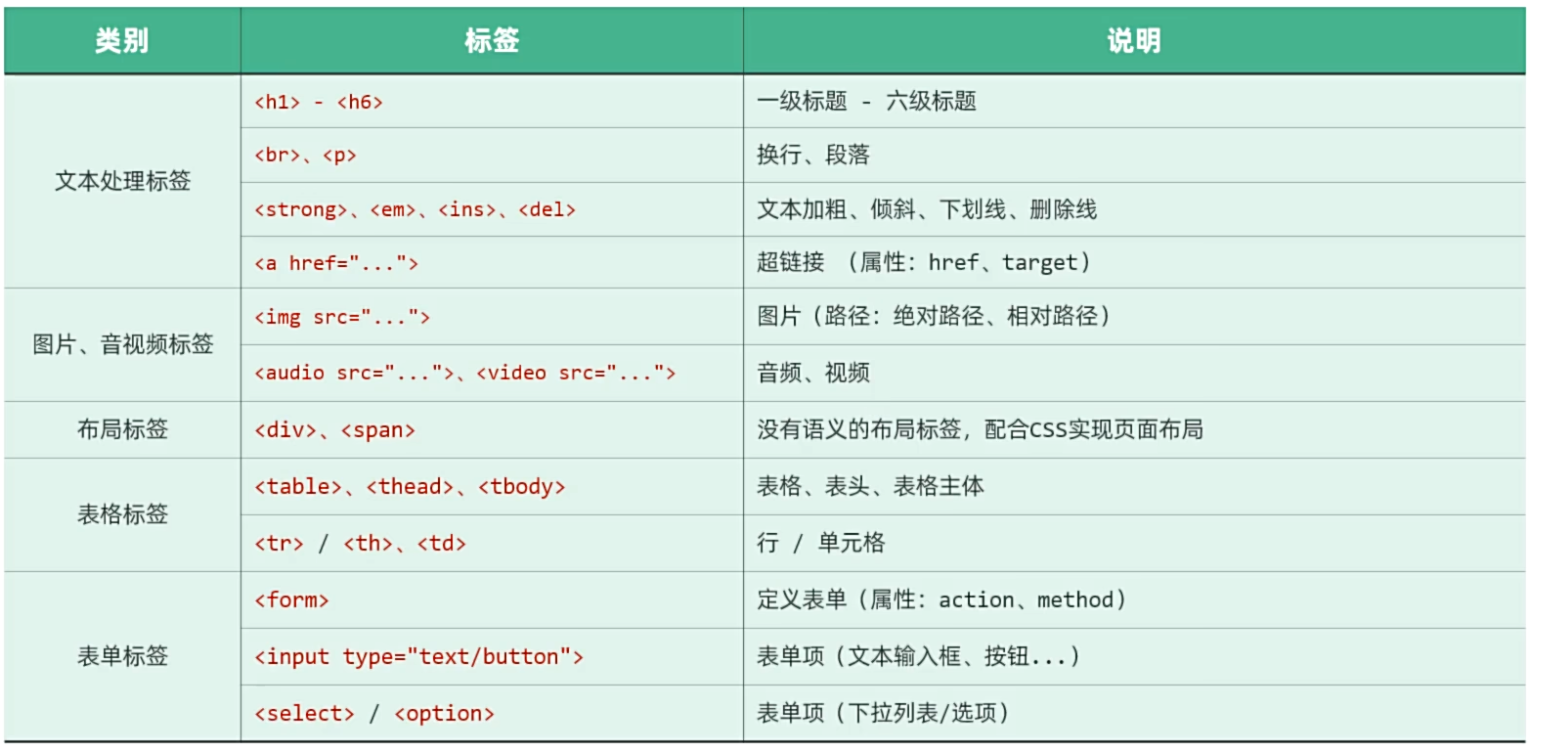 类别 标签 说明
<h1> - <h6> 一级标题 - 六级标题
<br>、<p> 换行、段落
文本处理标签
<strong>、<em>、<ins>、<del> 文本加粗、倾斜、下划线、删除线
<a href="..."> 超链接 （属性：href、target）
<img src="..."> 图片（路径：绝对路径、相对路径）
图片、音视频标签
<audio src="...">、<video src="..."> 音频、视频
布局标签 <div>、<span> 没有语义的布局标签，配合CSS实现页面布局
<table>、<thead>、<tbody> 表格、表头、表格主体
表格标签
<tr> / <th>、<td> 行 / 单元格
<form> 定义表单（属性：action、method）
表单标签 <input type="text/button"> 表单项（文本输入框、按钮...）
<select> / <option> 表单项（下拉列表/选项）